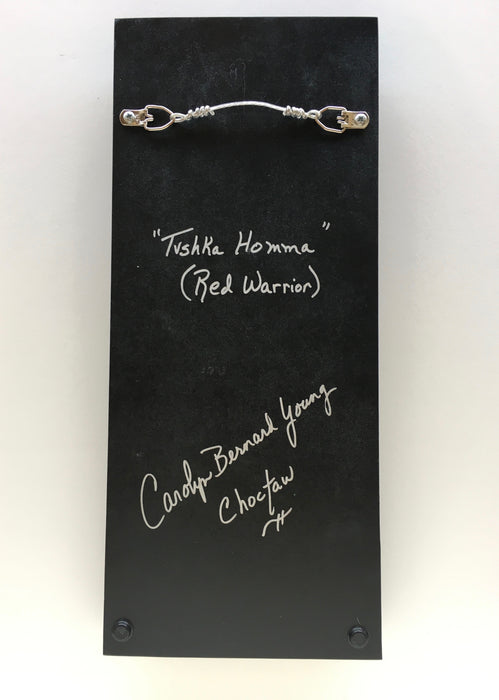 "Tvshka Homma"
(Red Warrior)
Carolyn Bernard Young
Choctaw